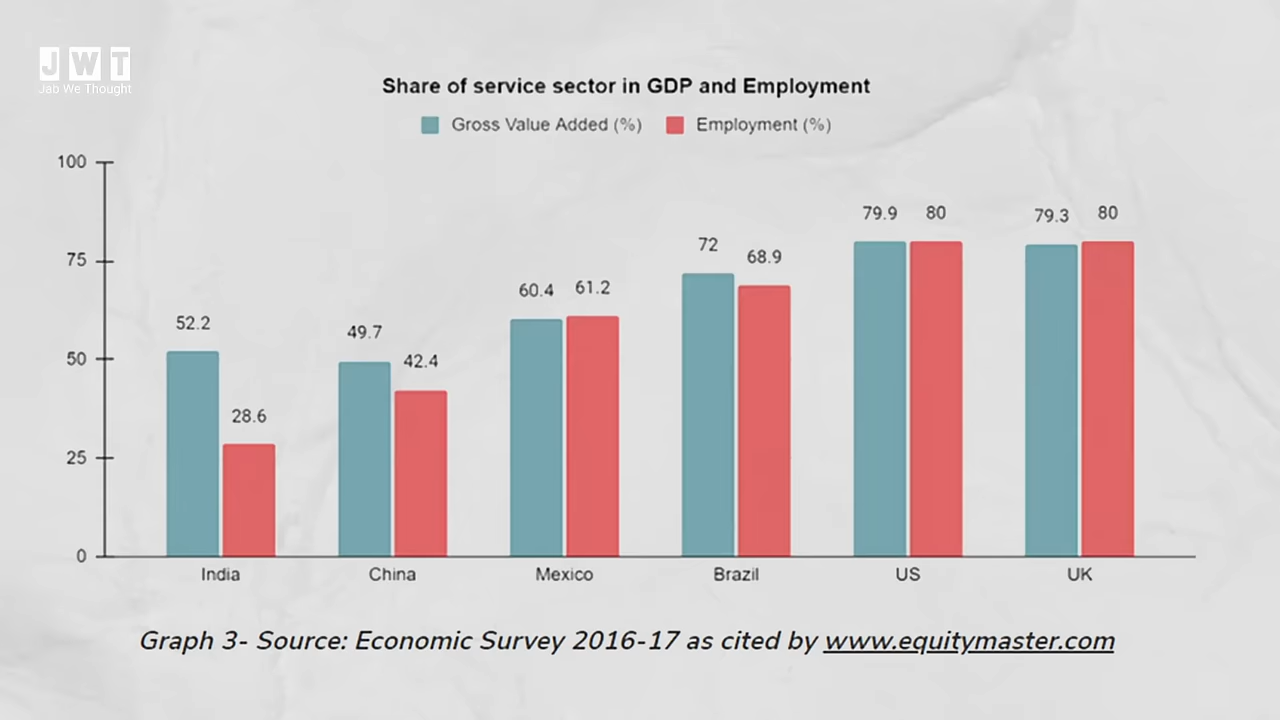 JWT
Jab We Thought
Share of service sector in GDP and Employment
Gross Value Added (%) Employment (%)
100
75
50
25
0
52.2
28.6
49.7
42.4
60.4
61.2
72
68.9
79.9
80
79.3
80
India China Mexico Brazil US UK
Graph 3- Source: Economic Survey 2016-17 as cited by www.equitymaster.com